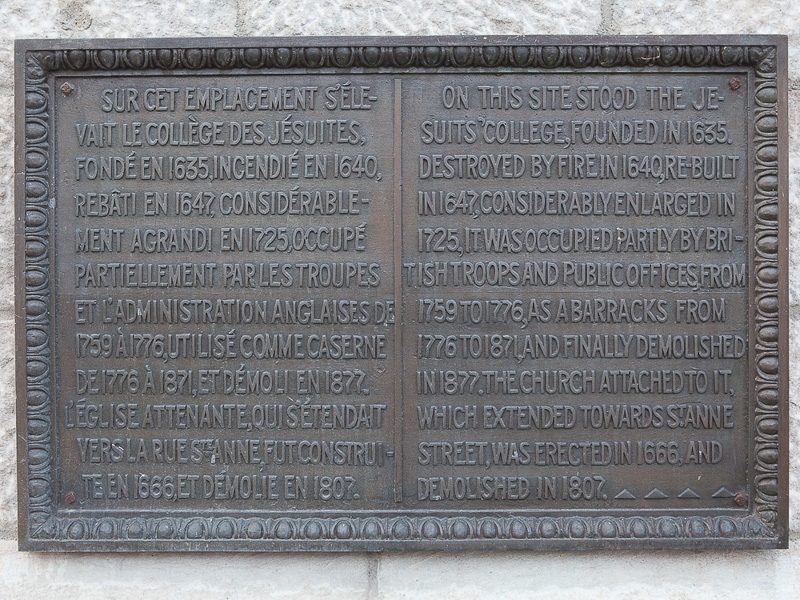 SUR CET EMPLACEMENT S'ÉLE-
VAIT LE COLLÈGE DES JÉSUITES,
FONDÉ EN 1635, INCENDIÉ EN 1640,
REBÂTI EN 1647, CONSIDÉRABLE-
MENT AGRANDI EN 1725, OCCUPÉ
PARTIELLEMENT PAR LES TROUPES
ET L'ADMINISTRATION ANGLAISES DE
1759 À 1776, UTILISÉ COMME CASERNE
DE 1776 À 1871, ET DÉMOLI EN 1877.
L'ÉGLISE ATTENANTE, QUI S'ÉTENDAIT
VERS LA RUE STE ANNE, FUT CONSTRUI-
TE EN 1666, ET DÉMOLIE EN 1807.
ON THIS SITE STOOD THE JE-
SUITS' COLLEGE, FOUNDED IN 1635.
DESTROYED BY FIRE IN 1640, RE-BUILT
IN 1647, CONSIDERABLY ENLARGED IN
1725, IT WAS OCCUPIED PARTLY BY BRI-
TISH TROOPS AND PUBLIC OFFICES, FROM
1759 TO 1776, AS A BARRACKS FROM
1776 TO 1871, AND FINALLY DEMOLISHED
IN 1877. THE CHURCH ATTACHED TO IT,
WHICH EXTENDED TOWARDS ST. ANNE
STREET, WAS ERECTED IN 1666, AND
DEMOLISHED IN 1807.